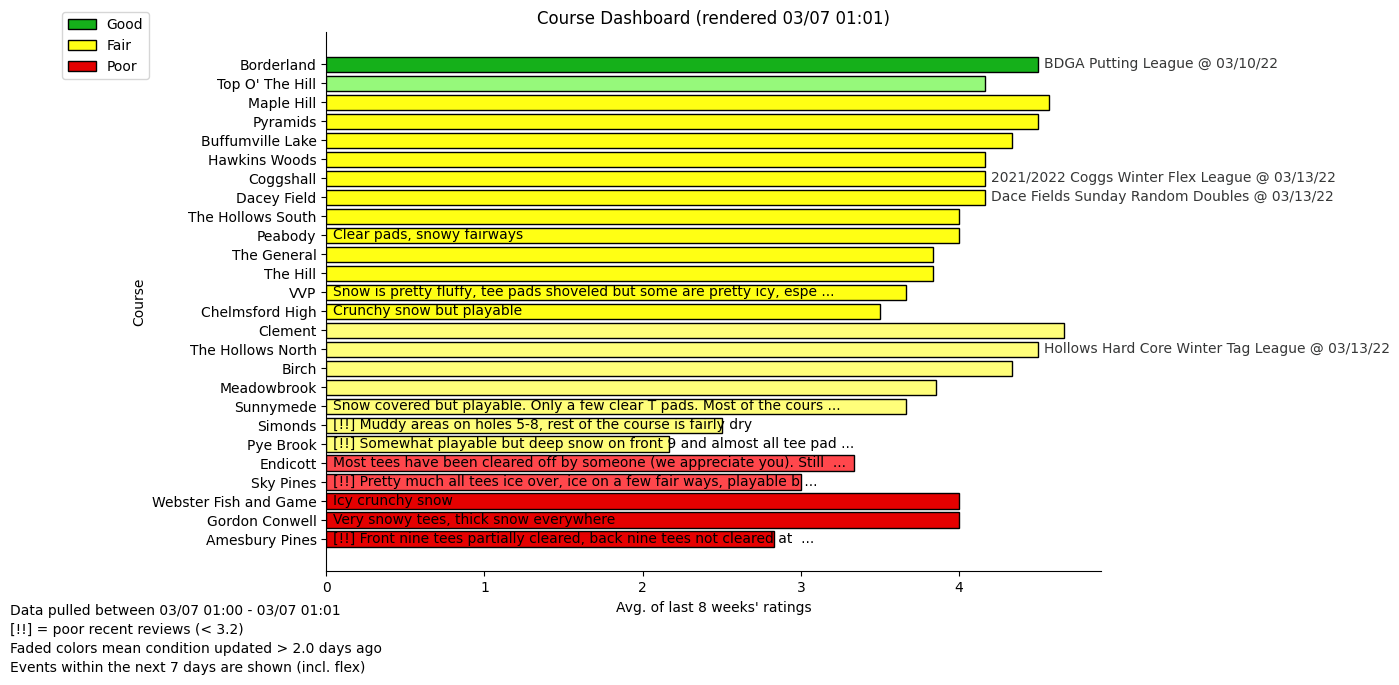 Course Dashboard (rendered 03/07 01:01)
Good
Fair
Poor
Course
Borderland
BDGA Putting League @ 03/10/22
Top O' The Hill
Maple Hill
Pyramids
Buffumville Lake
Hawkins Woods
Coggshall
2021/2022 Coggs Winter Flex League @ 03/13/22
Dacey Field
Dace Fields Sunday Random Doubles @ 03/13/22
The Hollows South
Peabody
Clear pads, snowy fairways
The General
The Hill
VVP
Snow is pretty fluffy, tee pads shoveled but some are pretty icy, espe ...
Chelmsford High
Crunchy snow but playable
Clement
The Hollows North
Hollows Hard Core Winter Tag League @ 03/13/22
Birch
Meadowbrook
Sunnymede
Snow covered but playable. Only a few clear T pads. Most of the cours ...
Simonds
[!!] Muddy areas on holes 5-8, rest of the course is fairly dry
Pye Brook
[!!] Somewhat playable but deep snow on front 9 and almost all tee pad ...
Endicott
Most tees have been cleared off by someone (we appreciate you). Still  ...
Sky Pines
[!!] Pretty much all tees ice over, ice on a few fair ways, playable b ...
Webster Fish and Game
Icy crunchy snow
Gordon Conwell
Very snowy tees, thick snow everywhere
Amesbury Pines
[!!] Front nine tees partially cleared, back nine tees not cleared at  ...
0 1 2 3 4
Avg. of last 8 weeks' ratings
Data pulled between 03/07 01:00 - 03/07 01:01
[!!] = poor recent reviews (< 3.2)
Faded colors mean condition updated > 2.0 days ago
Events within the next 7 days are shown (incl. flex)